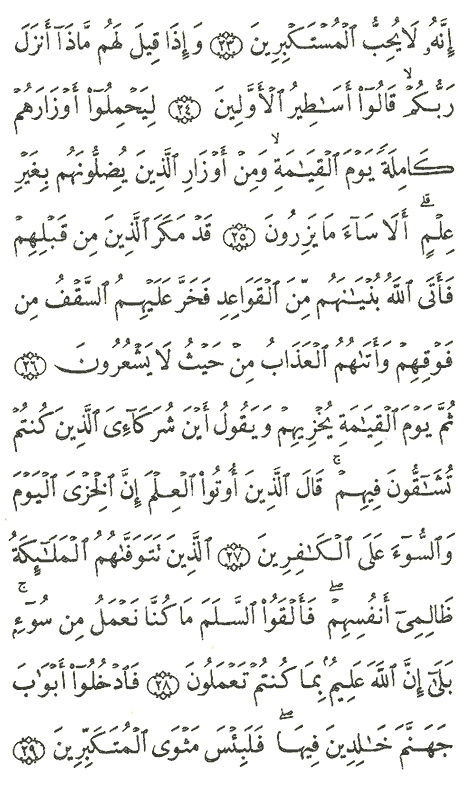 إِنَّهُۥ لَا يُحِبُّ ٱلْمُسْتَكْبِرِينَ ٢٣ وَإِذَا قِيلَ لَهُم مَّاذَآ أَنزَلَ
رَبُّكُمْ ۙ قَالُوٓا۟ أَسَـٰطِيرُ ٱلْأَوَّلِينَ ٢٤ لِيَحْمِلُوٓا۟ أَوْزَارَهُمْ
كَامِلَةً يَوْمَ ٱلْقِيَـٰمَةِ ۙ وَمِنْ أَوْزَارِ ٱلَّذِينَ يُضِلُّونَهُم بِغَيْرِ
عِلْمٍ ۗ أَلَا سَآءَ مَا يَزِرُونَ ٢٥ قَدْ مَكَرَ ٱلَّذِينَ مِن قَبْلِهِمْ
فَأَتَى ٱللَّهُ بُنْيَـٰنَهُم مِّنَ ٱلْقَوَاعِدِ فَخَرَّ عَلَيْهِمُ ٱلسَّقْفُ مِن
فَوْقِهِمْ وَأَتَىٰهُمُ ٱلْعَذَابُ مِنْ حَيْثُ لَا يَشْعُرُونَ ٢٦
ثُمَّ يَوْمَ ٱلْقِيَـٰمَةِ يُخْزِيهِمْ وَيَقُولُ أَيْنَ شُرَكَآءِىَ ٱلَّذِينَ كُنتُمْ
تُشَـٰٓقُّونَ فِيهِمْ ۚ قَالَ ٱلَّذِينَ أُوتُوا۟ ٱلْعِلْمَ إِنَّ ٱلْخِزْىَ ٱلْيَوْمَ
وَٱلسُّوٓءَ عَلَى ٱلْكَـٰفِرِينَ ٢٧ ٱلَّذِينَ تَتَوَفَّىٰهُمُ ٱلْمَلَـٰٓئِكَةُ
ظَالِمِىٓ أَنفُسِهِمْ ۖ فَأَلْقَوُا۟ ٱلسَّلَمَ مَا كُنَّا نَعْمَلُ مِن سُوٓءٍۭ ۚ
بَلَىٰٓ إِنَّ ٱللَّهَ عَلِيمٌۢ بِمَا كُنتُمْ تَعْمَلُونَ ٢٨ فَٱدْخُلُوٓا۟ أَبْوَٰبَ
جَهَنَّمَ خَـٰلِدِينَ فِيهَا ۖ فَلَبِئْسَ مَثْوَى ٱلْمُتَكَبِّرِينَ ٢٩